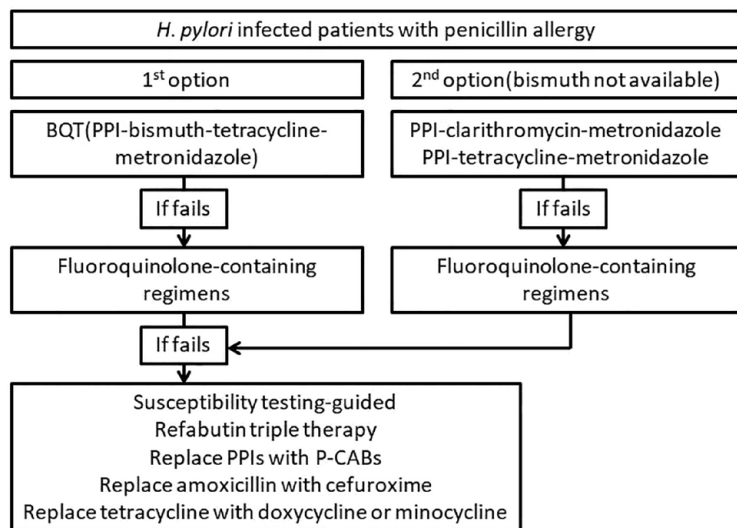 H. pylori infected patients with penicillin allergy
1st option
2nd option(bismuth not available)
BQT(PPI-bismuth-tetracycline-
metronidazole)
PPI-clarithromycin-metronidazole
PPI-tetracycline-metronidazole
If fails
If fails
Fluoroquinolone-containing
regimens
Fluoroquinolone-containing
regimens
If fails
Susceptibility testing-guided
Refabutin triple therapy
Replace PPIs with P-CABs
Replace amoxicillin with cefuroxime
Replace tetracycline with doxycycline or minocycline